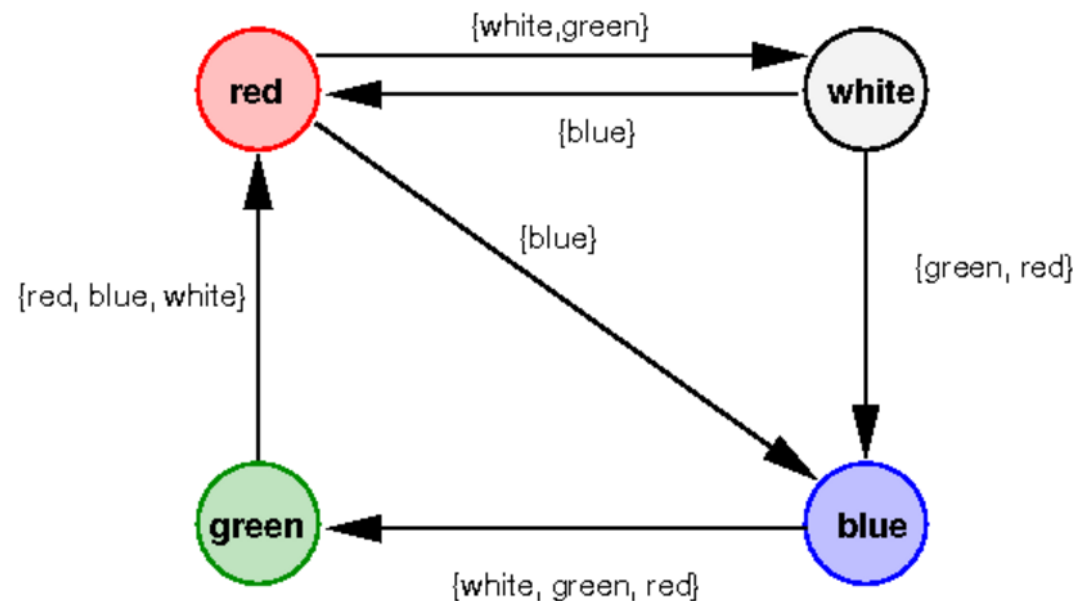 {white,green}
red
white
{blue}
{blue}
{green, red}
{red, blue, white}
green
blue
{white, green, red}